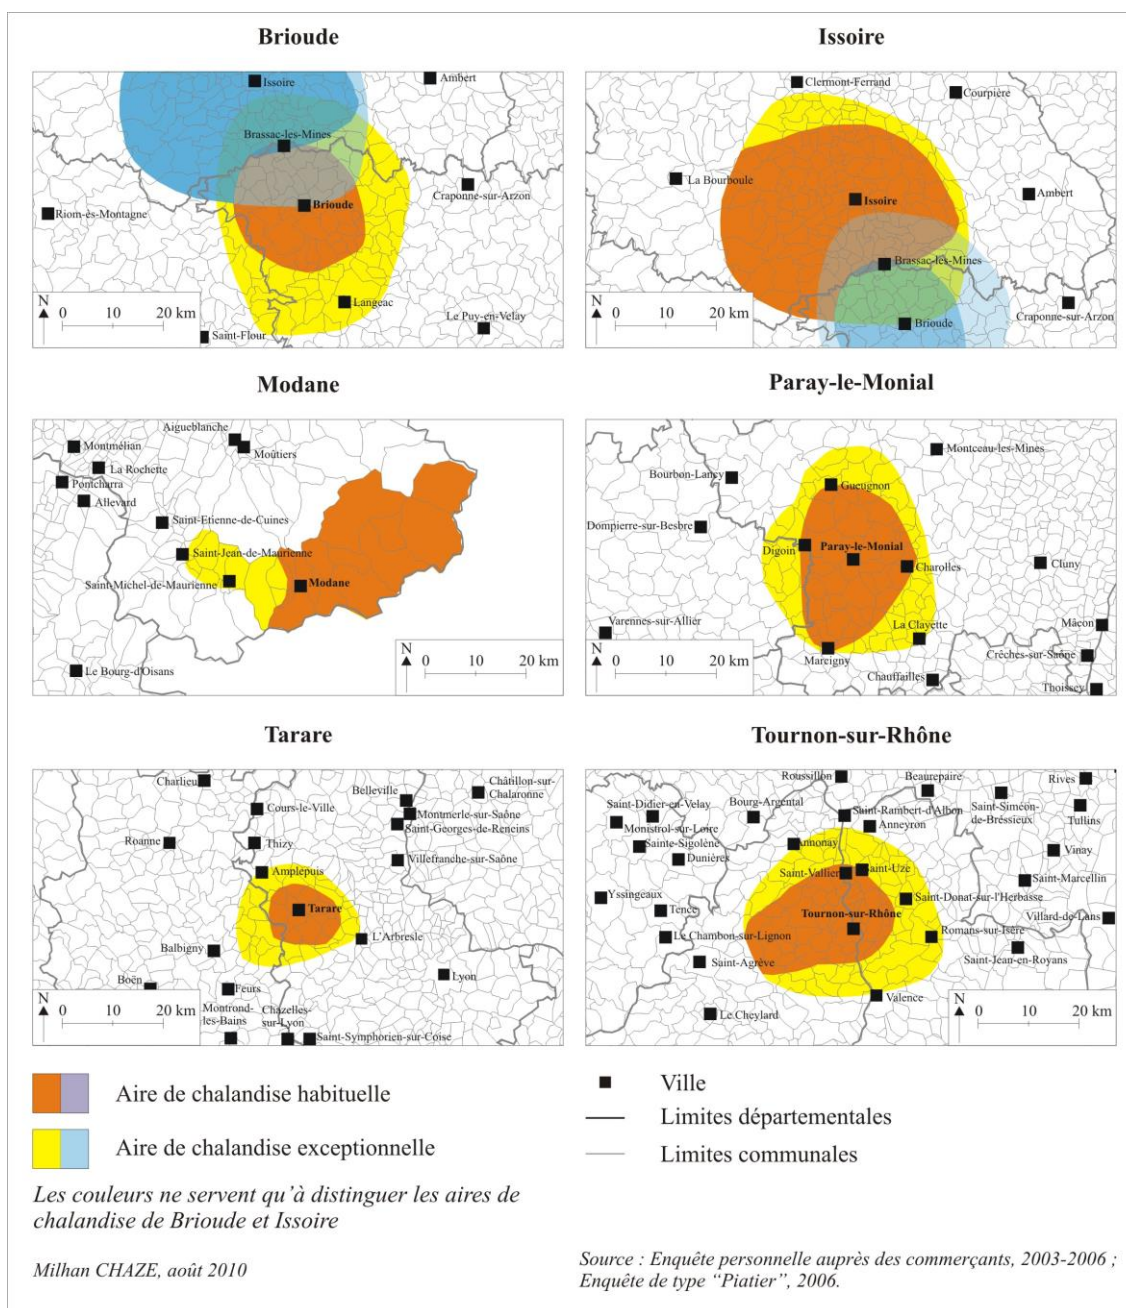 Brioude
Issoire
Issoire
Ambert
Brassac-les-Mines
Craponne-sur-Arzon
Riom-ès-Montagne
Brioude
Langeac
Le Puy-en-Velay
Saint-Flour
N
0 10 20 km
Clermont-Ferrand
Courpière
La Bourboule
Ambert
Issoire
Brassac-les-Mines
Craponne-sur-Arzon
Brioude
N
0 10 20 km
Modane
Paray-le-Monial
Aigueblanche
Montmélian
Moûtiers
La Rochette
Pontcharra
Allevard
Saint-Etienne-de-Cuines
Saint-Jean-de-Maurienne
Saint-Michel-de-Maurienne
Modane
Le Bourg-d'Oisans
N
0 10 20 km
Montceau-les-Mines
Bourbon-Lancy
Gueugnon
Dompierre-sur-Besbre
Digoin
Paray-le-Monial
Charolles
Cluny
Varennes-sur-Allier
La Clayette
Mâcon
Marcigny
Crêches-sur-Saône
Chauffailles
Thoissey
N
0 10 20 km
Tarare
Tournon-sur-Rhône
Charlieu
Belleville
Châtillon-sur-
Chalaronne
Cours-le-Ville
Montmerle-sur-Saône
Saint-Georges-de-Reneins
Roanne
Thizy
Villefranche-sur-Saône
Amplepuis
Tarare
L'Arbresle
Balbigny
Lyon
Boën
Feurs
Montrond-
les-Bains
Chazelles-
sur-Lyon
Saint-Symphorien-sur-Coise
N
0 10 20 km
Roussillon
Beaurepaire
Rives
Saint-Didier-en-Velay
Bourg-Argental
Saint-Rambert-d'Albon
Saint-Siméon-
de-Bressieux
Tullins
Monistrol-sur-Loire
Anneyron
Sainte-Sigolène
Annonay
Vinay
Dunières
Saint-Vallier
Saint-Uze
Saint-Marcellin
Yssingeaux
Saint-Donat-sur-l'Herbasse
Tence
Tournon-sur-Rhône
Villard-de-Lans
Le Chambon-sur-Lignon
Romans-sur-Isère
Saint-Jean-en-Royans
Saint-Agrève
Valence
Le Cheylard
N
0 10 20 km
Aire de chalandise habituelle
Aire de chalandise exceptionnelle
Les couleurs ne servent qu'à distinguer les aires de
chalandise de Brioude et Issoire
Milhan CHAZE, août 2010
Ville
Limites départementales
Limites communales
Source : Enquête personnelle auprès des commerçants, 2003-2006 ;
Enquête de type “Piatier”, 2006.